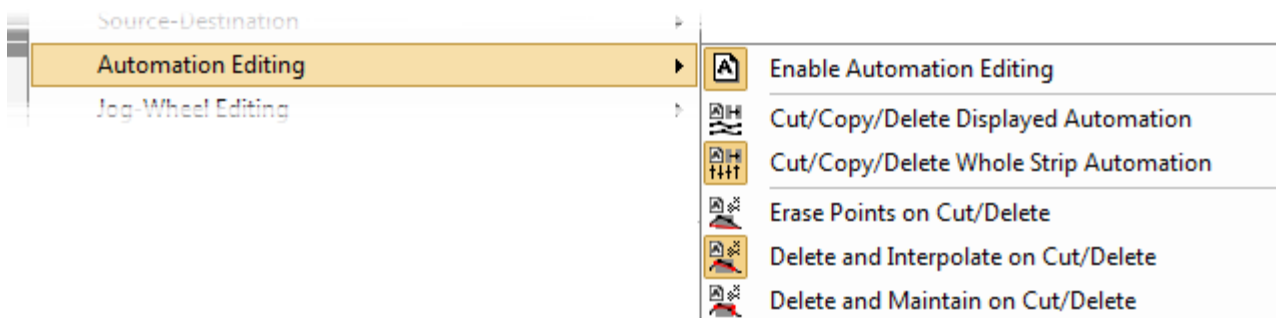 Source-Destination
Automation Editing
Jog-Wheel Editing
Enable Automation Editing
Cut/Copy/Delete Displayed Automation
Cut/Copy/Delete Whole Strip Automation
Erase Points on Cut/Delete
Delete and Interpolate on Cut/Delete
Delete and Maintain on Cut/Delete